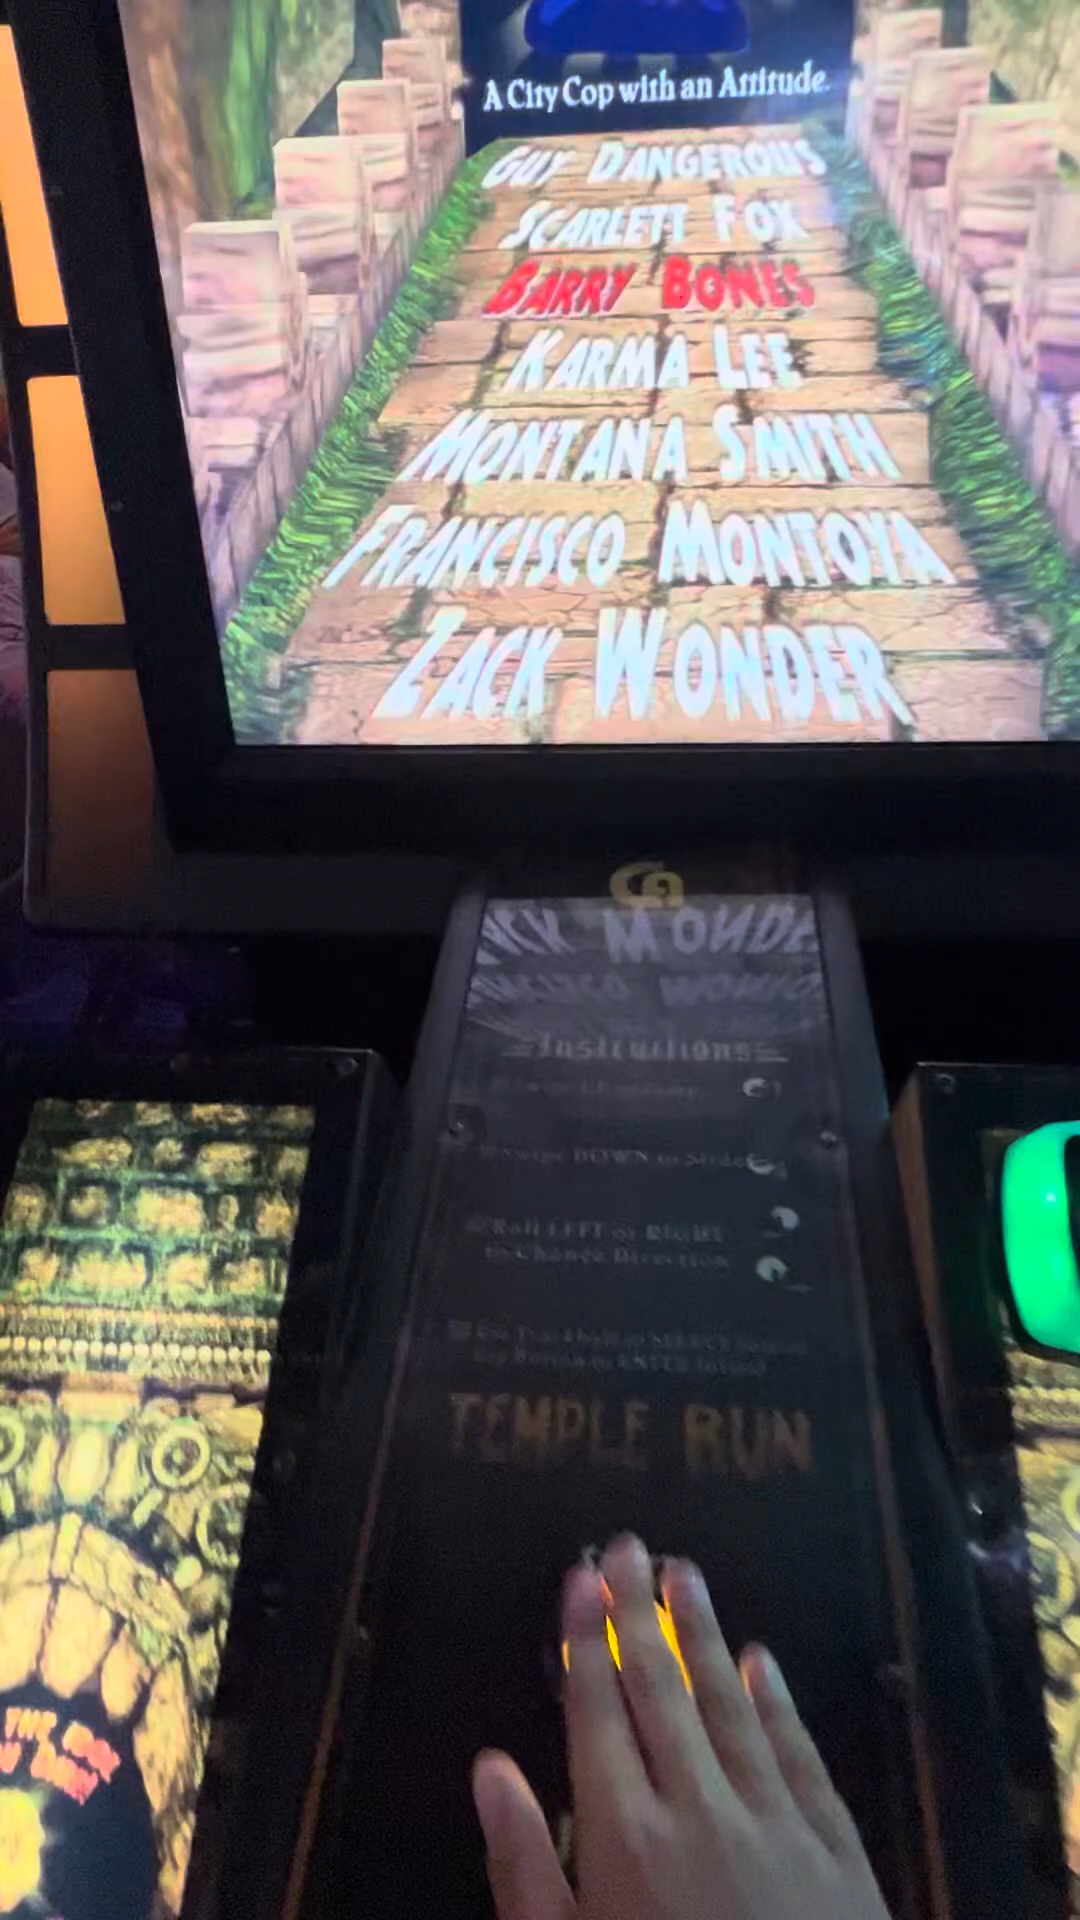 A City Cop with an Attitude.
GUY DANGEROUS
SCARLETT FOX
BARRY BONES
KARMA LEE
MONTANA SMITH
FRANCISCO MONTOYA
ZACK WONDER
Instructions
Swipe DOWN to Slide
Roll LEFT or RIGHT
to Change Direction
TEMPLE RUN